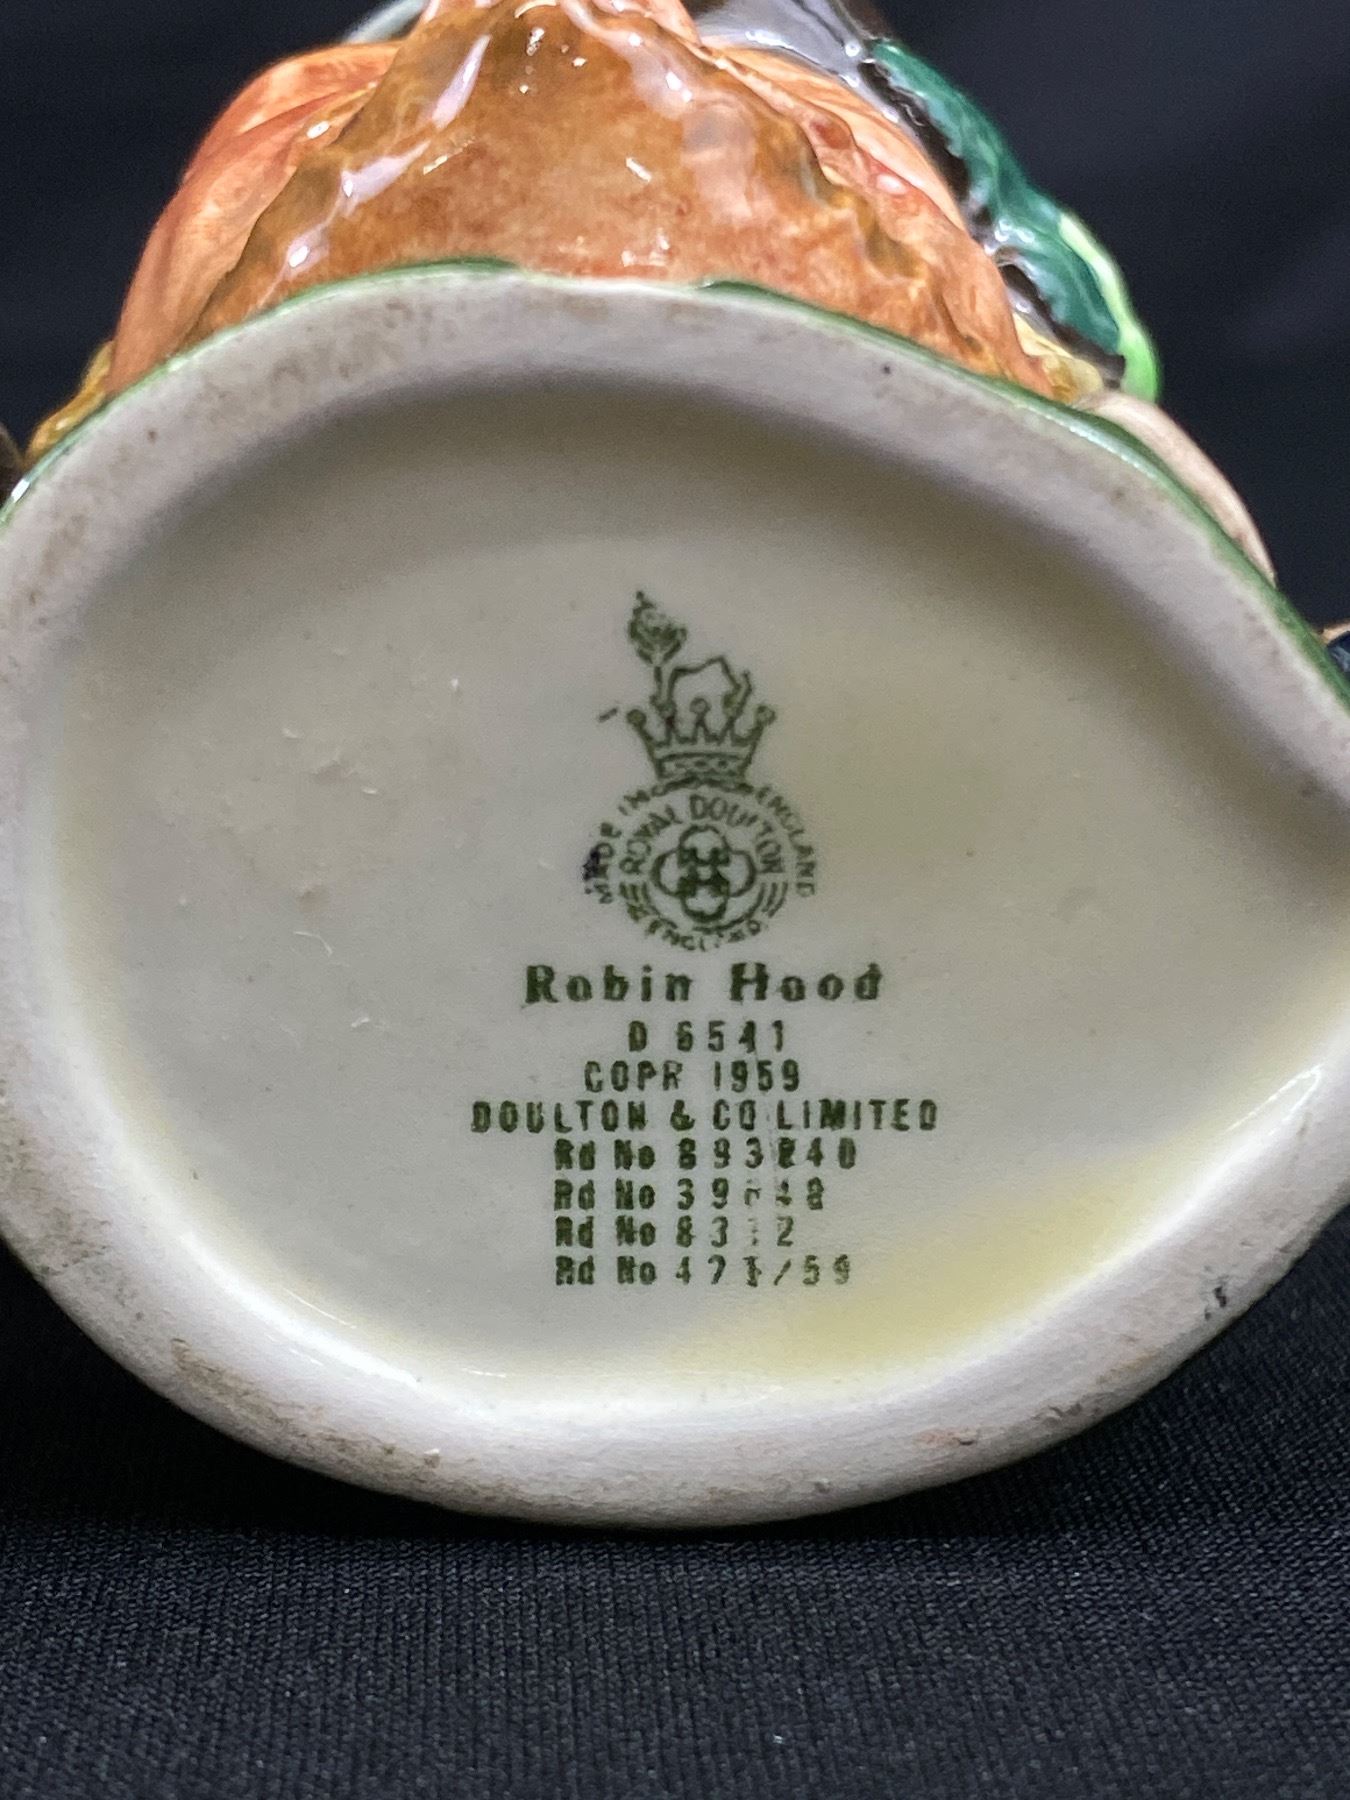 MADE IN ENGLAND
ROYAL DOULTON
ENGLAND
Robin Hood
D 6541
COPR 1959
DOULTON & CO LIMITED
Rd No
Rd No
Rd No
Rd No